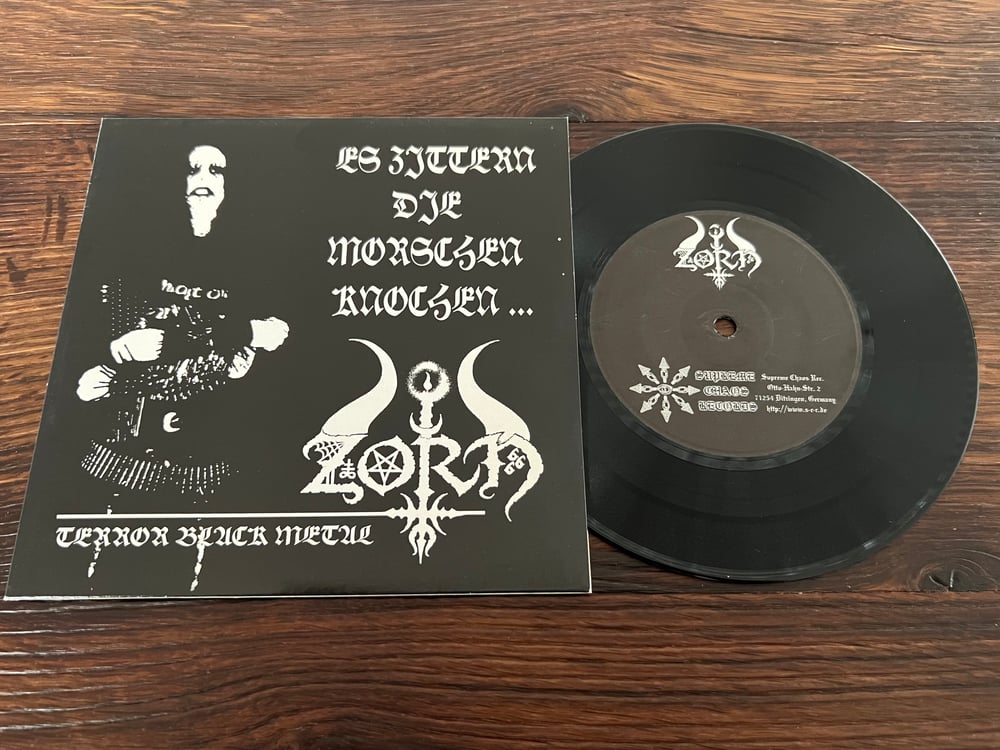 ES ZITTERN
DIE
MORSCHEN
KNOCHEN ...
ZORN
TERROR BLACK METAL
ZORN
SUPREME
CHAOS
RECORDS
Supreme Chaos Rec.
Otto-Hahn-Str. 2
71254 Ditzingen, Germany
http://www.s-c-r.de